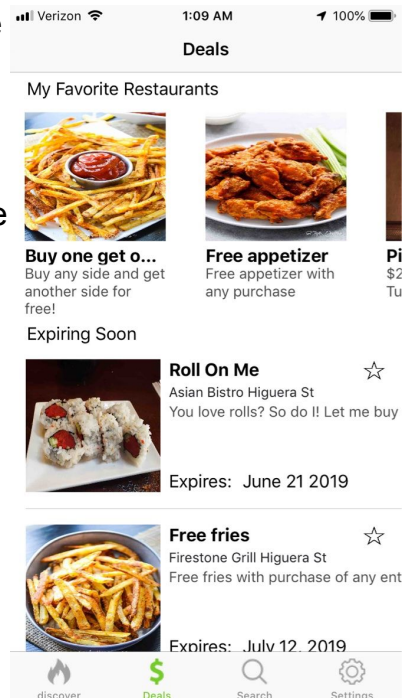 e
Verizon 1:09 AM 100%
Deals
My Favorite Restaurants
e
Buy one get o...
Buy any side and get
another side for
free!
Free appetizer
Free appetizer with
any purchase
Pi
$2
Tu
Expiring Soon
Roll On Me
Asian Bistro Higuera St
You love rolls? So do I! Let me buy
Expires: June 21 2019
Free fries
Firestone Grill Higuera St
Free fries with purchase of any ent
Expires: July 12, 2019
discover Deals Search Settings